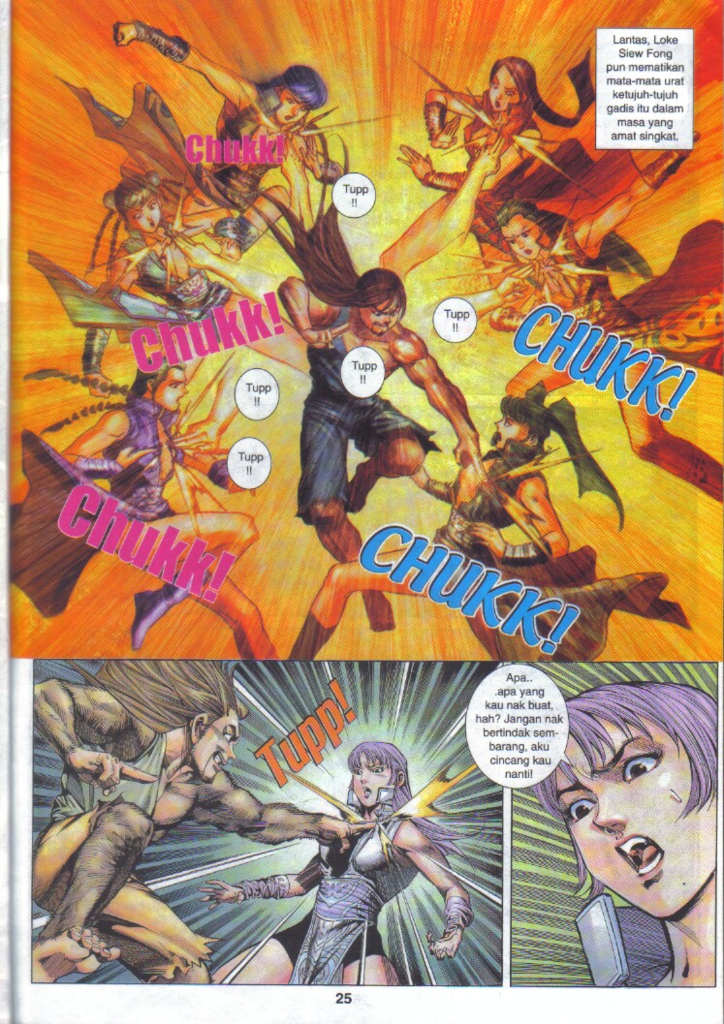 Lantas, Loke
Siew Fong
pun mematikan
mata-mata urat
ketujuh-tujuh
gadis itu dalam
masa yang
amat singkat.
Chukk!
Tupp
!!
Chukk!
Tupp
!!
CHUKK!
Tupp
!!
Tupp
!!
Tupp
!!
Chukk!
CHUKK!
Tupp!
Apa..
.apa yang
kau nak buat,
hah? Jangan nak
bertindak sem-
barang, aku
cincang kau
nanti!
25